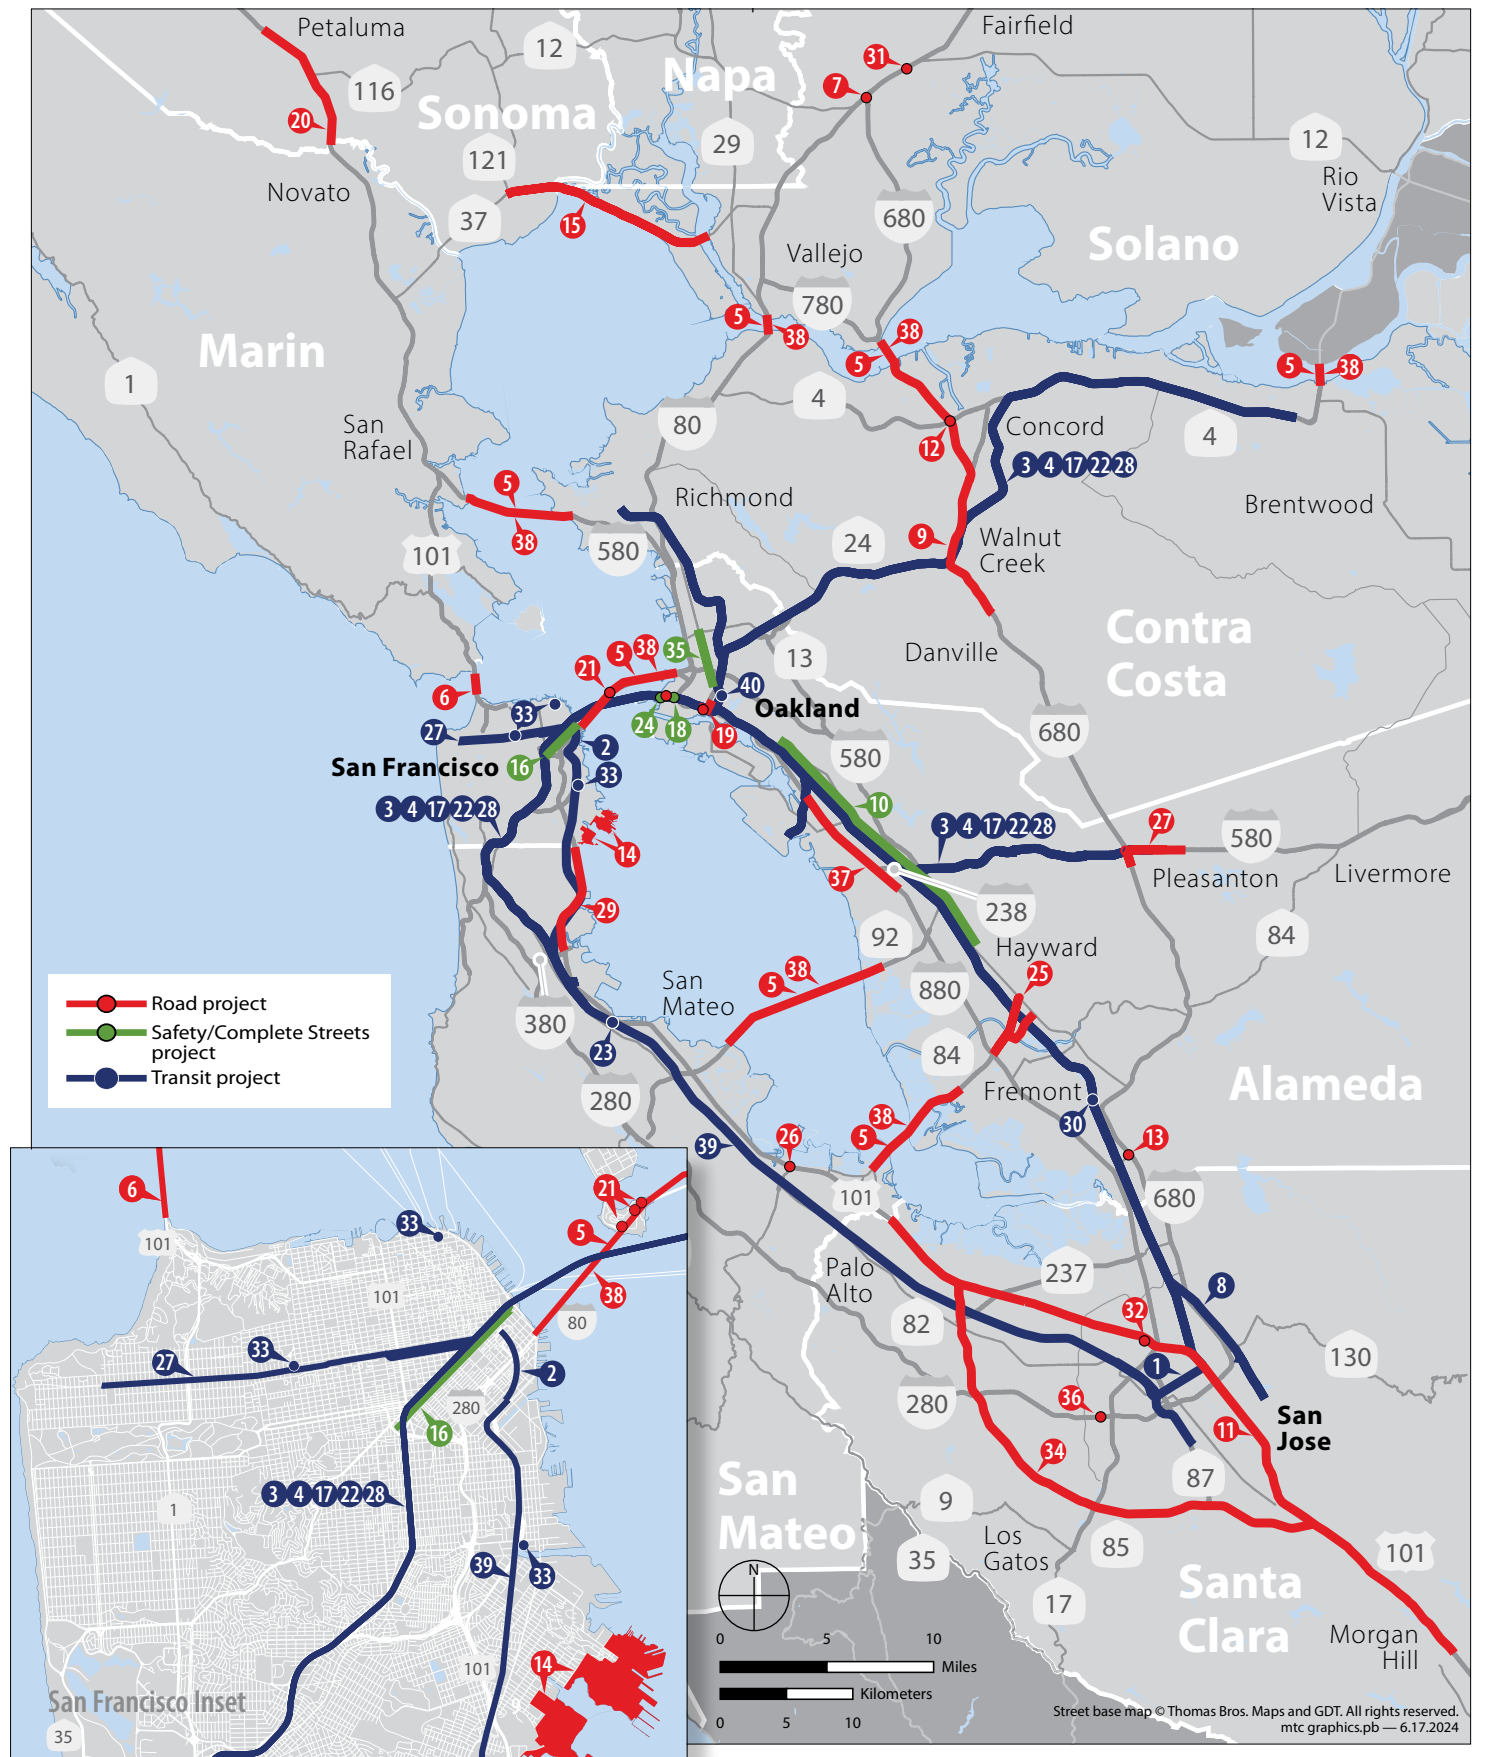 Petaluma
Fairfield
12
31
Napa
7
116
Sonoma
20
29
12
121
Rio
Vista
Novato
37
15
680
Solano
Vallejo
780
5
38
38
5
5
38
Marin
1
4
80
San
Rafael
Concord
4
12
3 4 17 22 28
5
Richmond
Brentwood
38
101
580
24
9
Walnut
Creek
Contra
Costa
13
Danville
35
38
5
21
6
40
33
Oakland
27
24
18
19
680
2
San Francisco
16
580
33
3 4 17 22 28
10
3 4 17 22 28
27
580
14
37
Pleasanton
Livermore
29
238
92
84
Hayward
San
Mateo
38
5
25
880
Road project
Safety/Complete Streets
project
Transit project
380
23
84
280
Fremont
Alameda
38
30
39
26
5
13
101
680
6
33
21
5
101
237
Palo
Alto
8
101
38
32
80
82
130
33
27
2
1
280
36
280
San
Jose
16
11
34
87
San
Mateo
3 4 17 22 28
1
9
Los
Gatos
35
85
101
39
33
N
17
Santa
Clara
0 5 10
Miles
Kilometers
0 5 10
Morgan
Hill
14
101
San Francisco Inset
35
Street base map © Thomas Bros. Maps and GDT. All rights reserved.
mtc graphics.pb — 6.17.2024